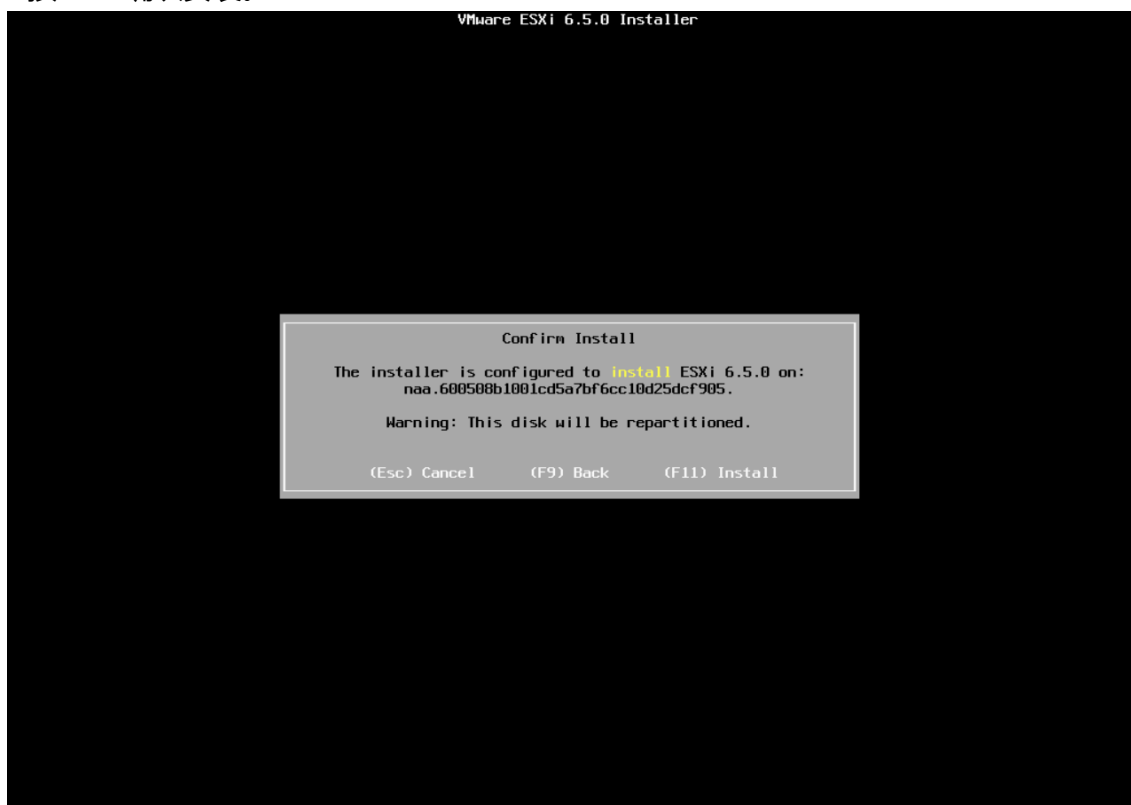 VMware ESXi 6.5.0 Installer
Confirm Install
The installer is configured to install ESXi 6.5.0 on:
naa.600508b1001cd5a7bf6cc10d25dcf905.
Warning: This disk will be repartitioned.
(Esc) Cancel (F9) Back (F11) Install